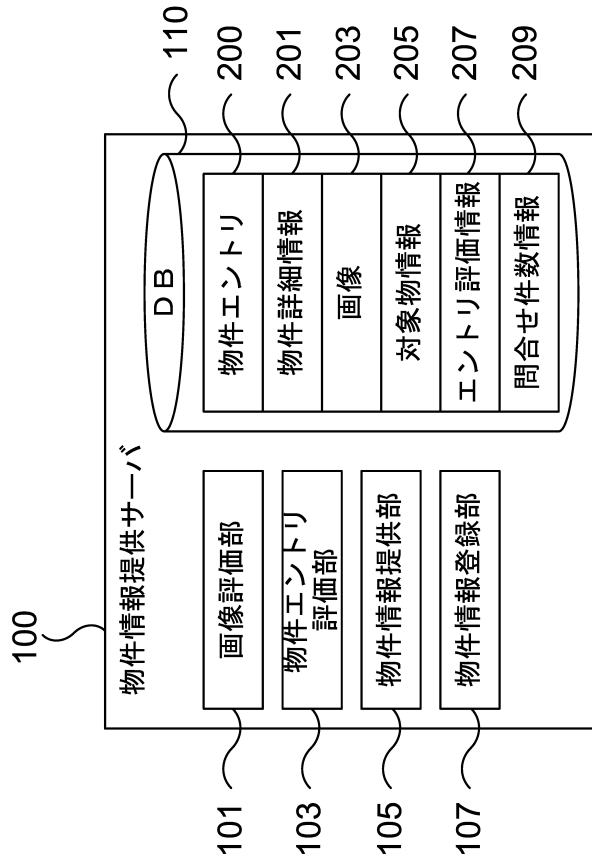 100
物件情報提供サーバ
画像評価部
101
物件エントリ
評価部
103
物件情報提供部
105
物件情報登録部
107
DB
110
物件エントリ
200
物件詳細情報
201
画像
203
対象物情報
205
エントリ評価情報
207
問合せ件数情報
209